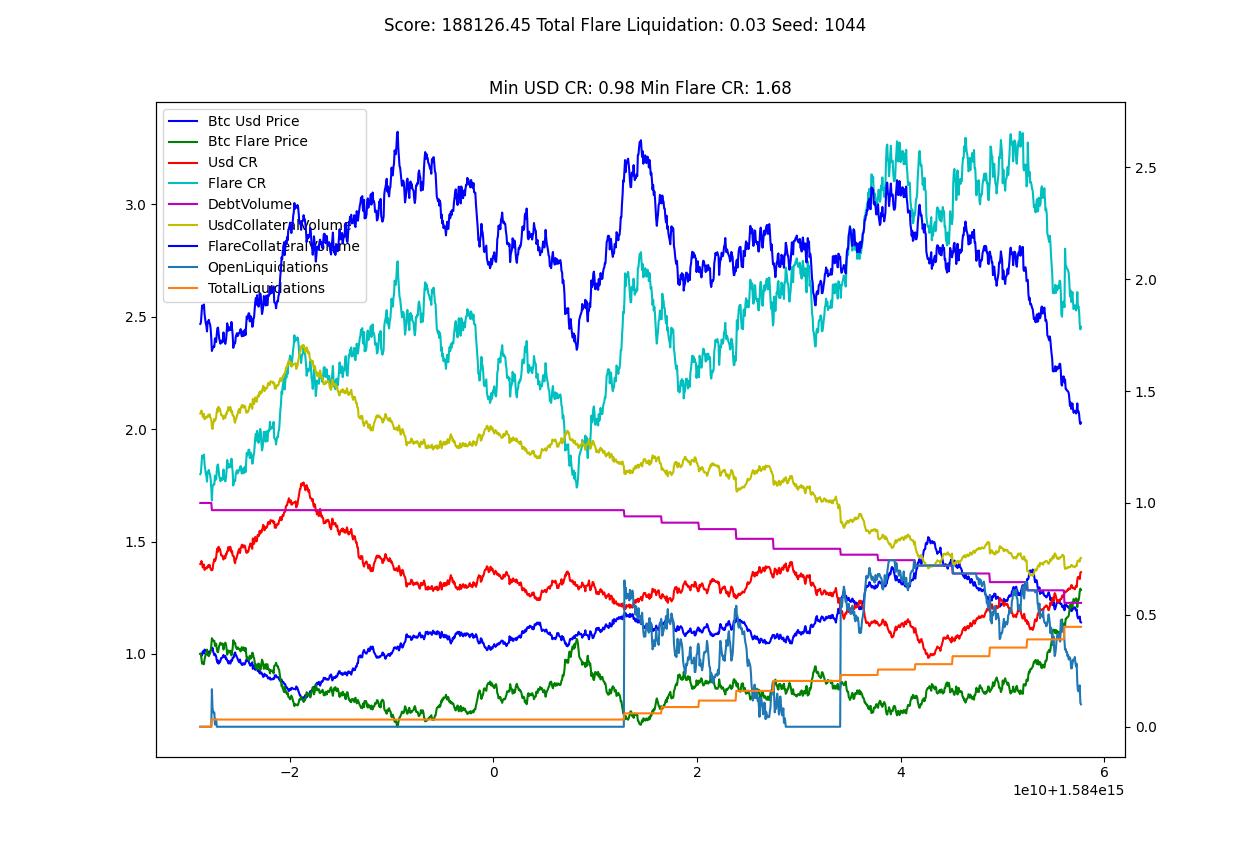 Score: 188126.45 Total Flare Liquidation: 0.03 Seed: 1044
Min USD CR: 0.98 Min Flare CR: 1.68
Btc Usd Price
Btc Flare Price
Usd CR
Flare CR
DebtVolume
UsdCollateralVolume
FlareCollateralVolume
OpenLiquidations
TotalLiquidations
3.0
2.5
2.0
1.5
1.0
2.5
2.0
1.5
1.0
0.5
0.0
−2 0 2 4 6
1e10+1.584e15